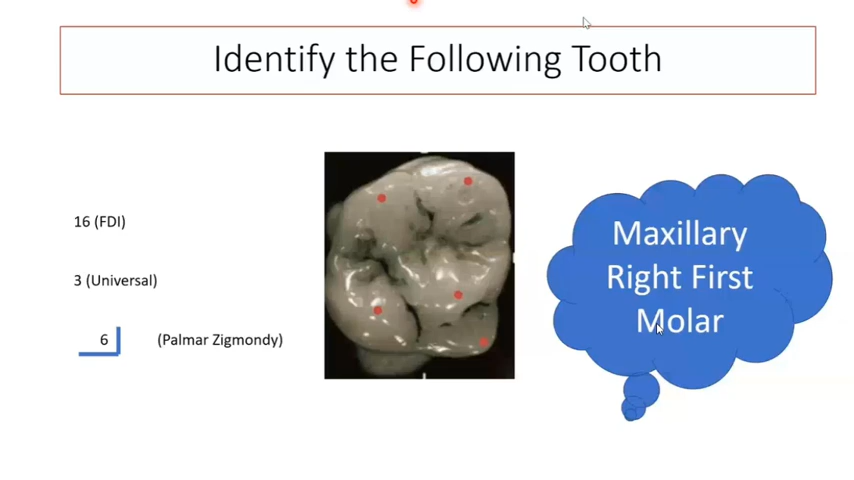 Identify the Following Tooth
16 (FDI)
3 (Universal)
6 (Palmar Zigmondy)
Maxillary
Right First
Molar